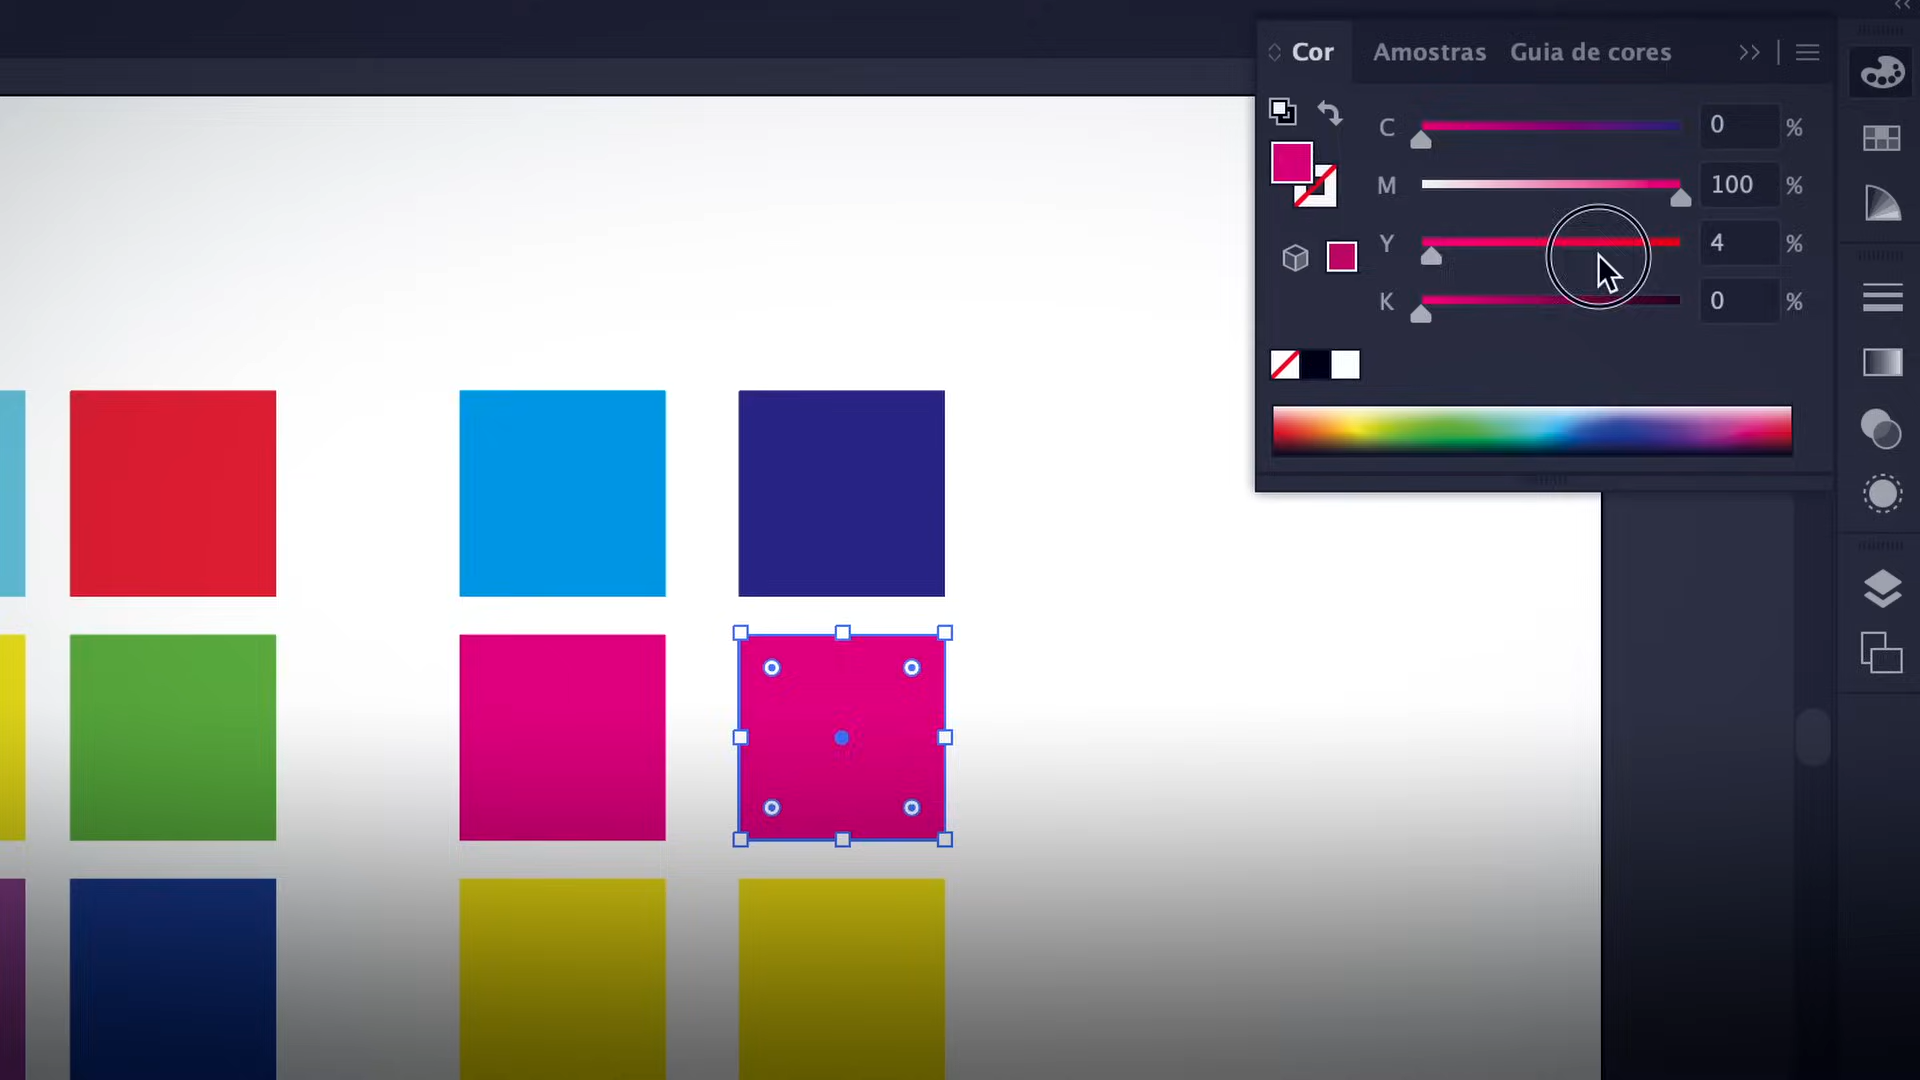 Cor Amostras Guia de cores
C 0 %
M 100 %
Y 4 %
K 0 %